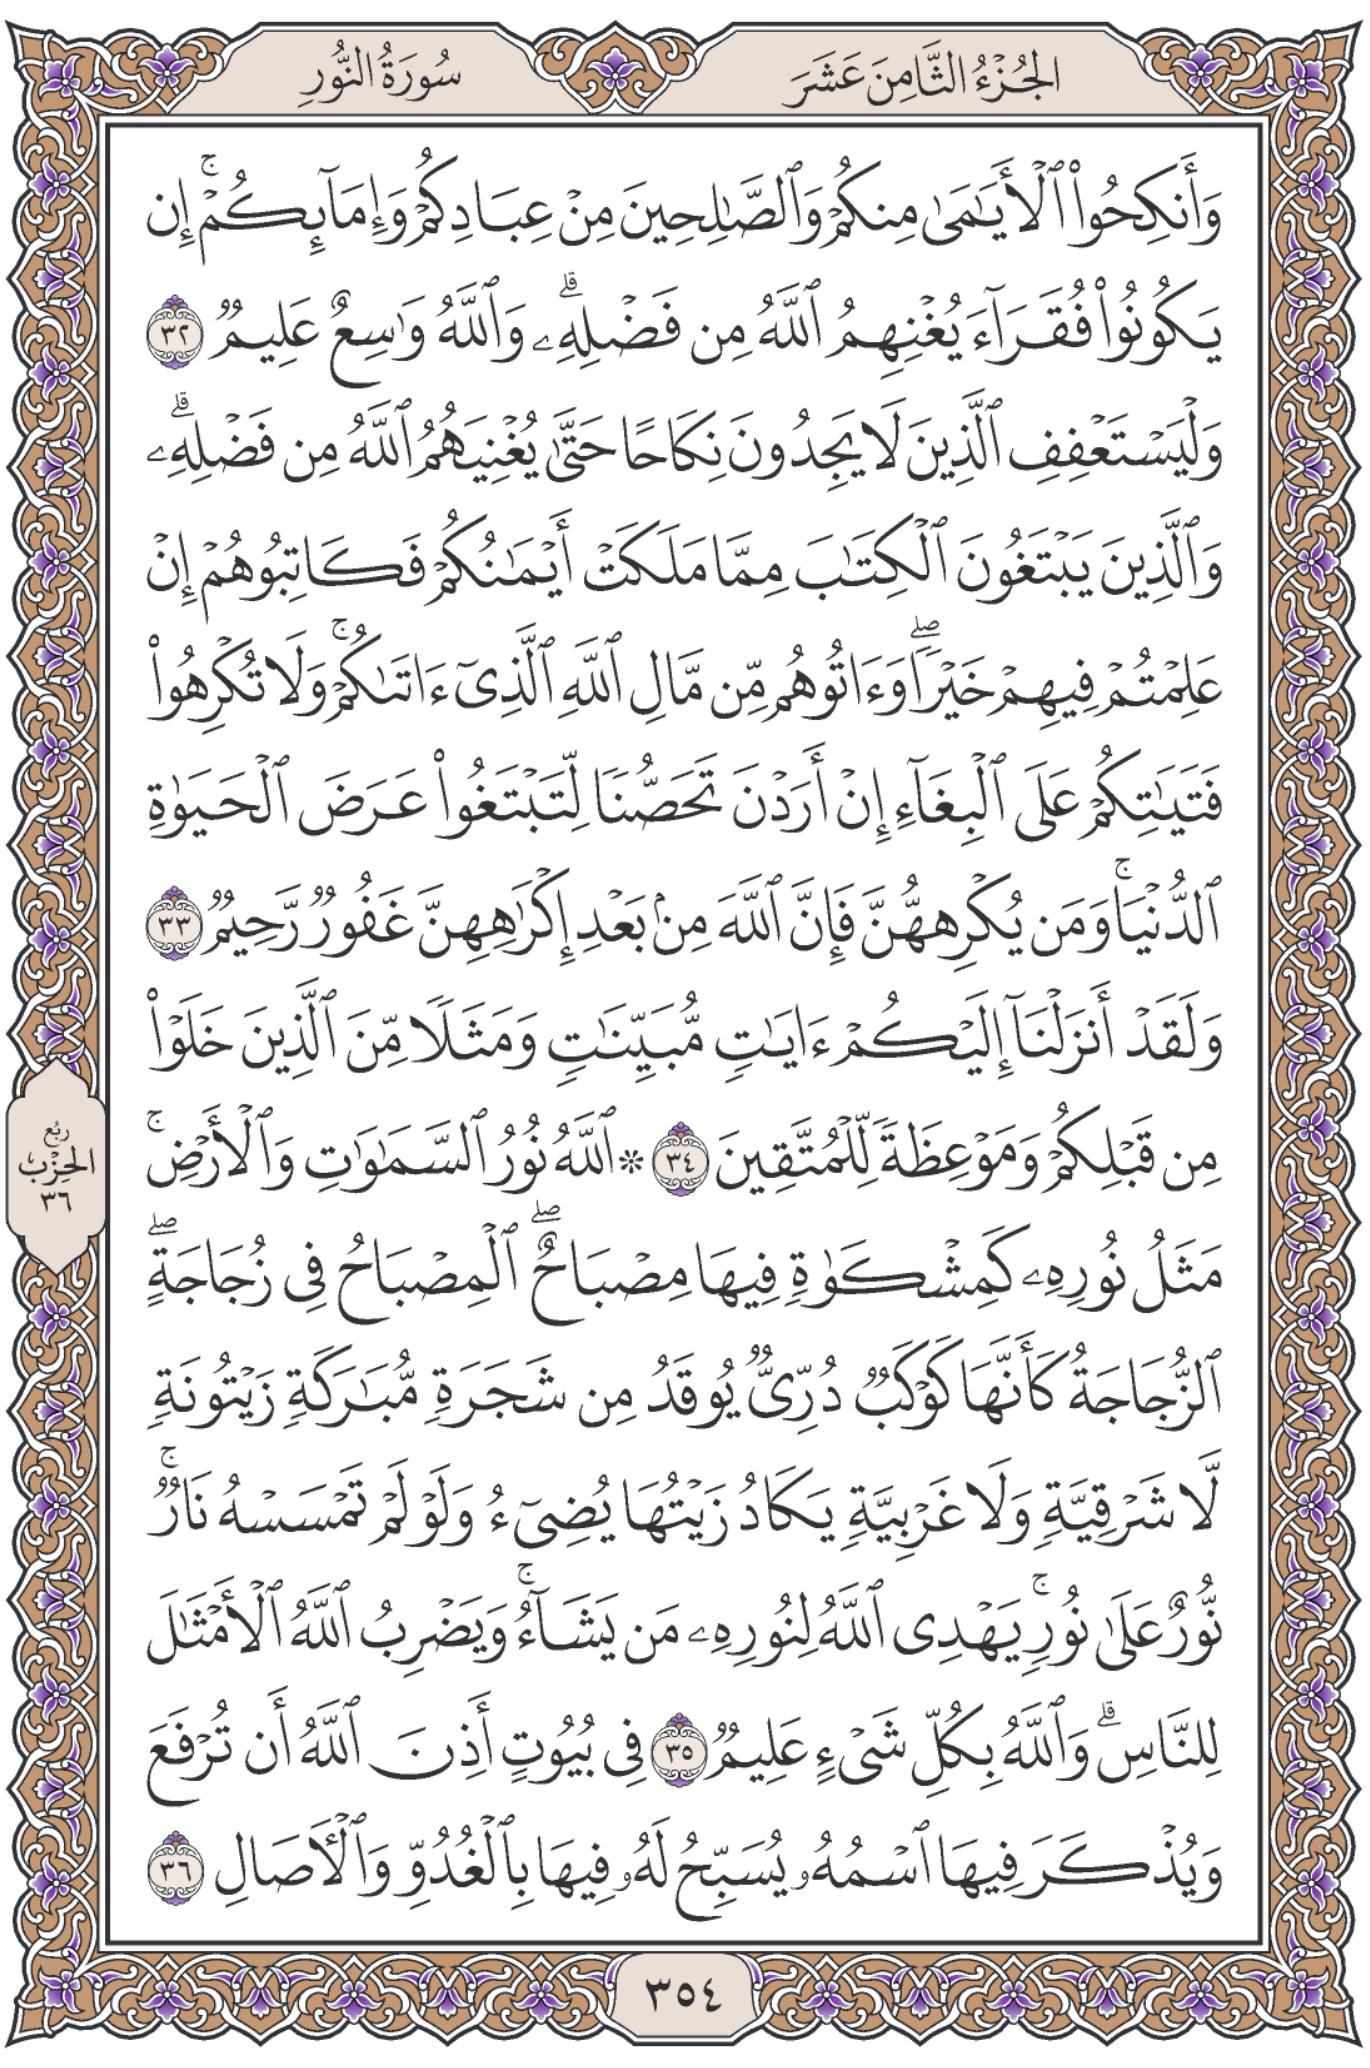 الجُزْءُ الثَّامِنَ عَشَرَ
سُورَةُ النُّورِ
وَأَنكِحُوا۟ ٱلْأَيَـٰمَىٰ مِنكُمْ وَٱلصَّـٰلِحِينَ مِنْ عِبَادِكُمْ وَإِمَآئِكُمْ ۚ إِن
يَكُونُوا۟ فُقَرَآءَ يُغْنِهِمُ ٱللَّهُ مِن فَضْلِهِۦ ۗ وَٱللَّهُ وَٰسِعٌ عَلِيمٌ ٣٢
وَلْيَسْتَعْفِفِ ٱلَّذِينَ لَا يَجِدُونَ نِكَاحًا حَتَّىٰ يُغْنِيَهُمُ ٱللَّهُ مِن فَضْلِهِۦ ۗ
وَٱلَّذِينَ يَبْتَغُونَ ٱلْكِتَـٰبَ مِمَّا مَلَكَتْ أَيْمَـٰنُكُمْ فَكَاتِبُوهُمْ إِنْ
عَلِمْتُمْ فِيهِمْ خَيْرًا ۖ وَءَاتُوهُم مِّن مَّالِ ٱللَّهِ ٱلَّذِىٓ ءَاتَىٰكُمْ ۚ وَلَا تُكْرِهُوا۟
فَتَيَـٰتِكُمْ عَلَى ٱلْبِغَآءِ إِنْ أَرَدْنَ تَحَصُّنًا لِّتَبْتَغُوا۟ عَرَضَ ٱلْحَيَوٰةِ
ٱلدُّنْيَا ۚ وَمَن يُكْرِههُّنَّ فَإِنَّ ٱللَّهَ مِنۢ بَعْدِ إِكْرَٰهِهِنَّ غَفُورٌ رَّحِيمٌ ٣٣
وَلَقَدْ أَنزَلْنَآ إِلَيْكُمْ ءَايَـٰتٍ مُّبَيِّنَـٰتٍ وَمَثَلًا مِّنَ ٱلَّذِينَ خَلَوْا۟
مِن قَبْلِكُمْ وَمَوْعِظَةً لِّلْمُتَّقِينَ ٣٤ * ٱللَّهُ نُورُ ٱلسَّمَـٰوَٰتِ وَٱلْأَرْضِ ۚ
مَثَلُ نُورِهِۦ كَمِشْكَوٰةٍ فِيهَا مِصْبَاحٌ ۖ ٱلْمِصْبَاحُ فِى زُجَاجَةٍ ۖ
ٱلزُّجَاجَةُ كَأَنَّهَا كَوْكَبٌ دُرِّىٌّ يُوقَدُ مِن شَجَرَةٍ مُّبَـٰرَكَةٍ زَيْتُونَةٍ
لَّا شَرْقِيَّةٍ وَلَا غَرْبِيَّةٍ يَكَادُ زَيْتُهَا يُضِىٓءُ وَلَوْ لَمْ تَمْسَسْهُ نَارٌ ۚ
نُّورٌ عَلَىٰ نُورٍ ۚ يَهْدِى ٱللَّهُ لِنُورِهِۦ مَن يَشَآءُ ۚ وَيَضْرِبُ ٱللَّهُ ٱلْأَمْثَـٰلَ
لِلنَّاسِ ۗ وَٱللَّهُ بِكُلِّ شَىْءٍ عَلِيمٌ ٣٥ فِى بُيُوتٍ أَذِنَ ٱللَّهُ أَن تُرْفَعَ
وَيُذْكَرَ فِيهَا ٱسْمُهُۥ يُسَبِّحُ لَهُۥ فِيهَا بِٱلْغُدُوِّ وَٱلْـَٔاصَالِ ٣٦
رُبُع
الحِزْب
٣٦
٣٥٤